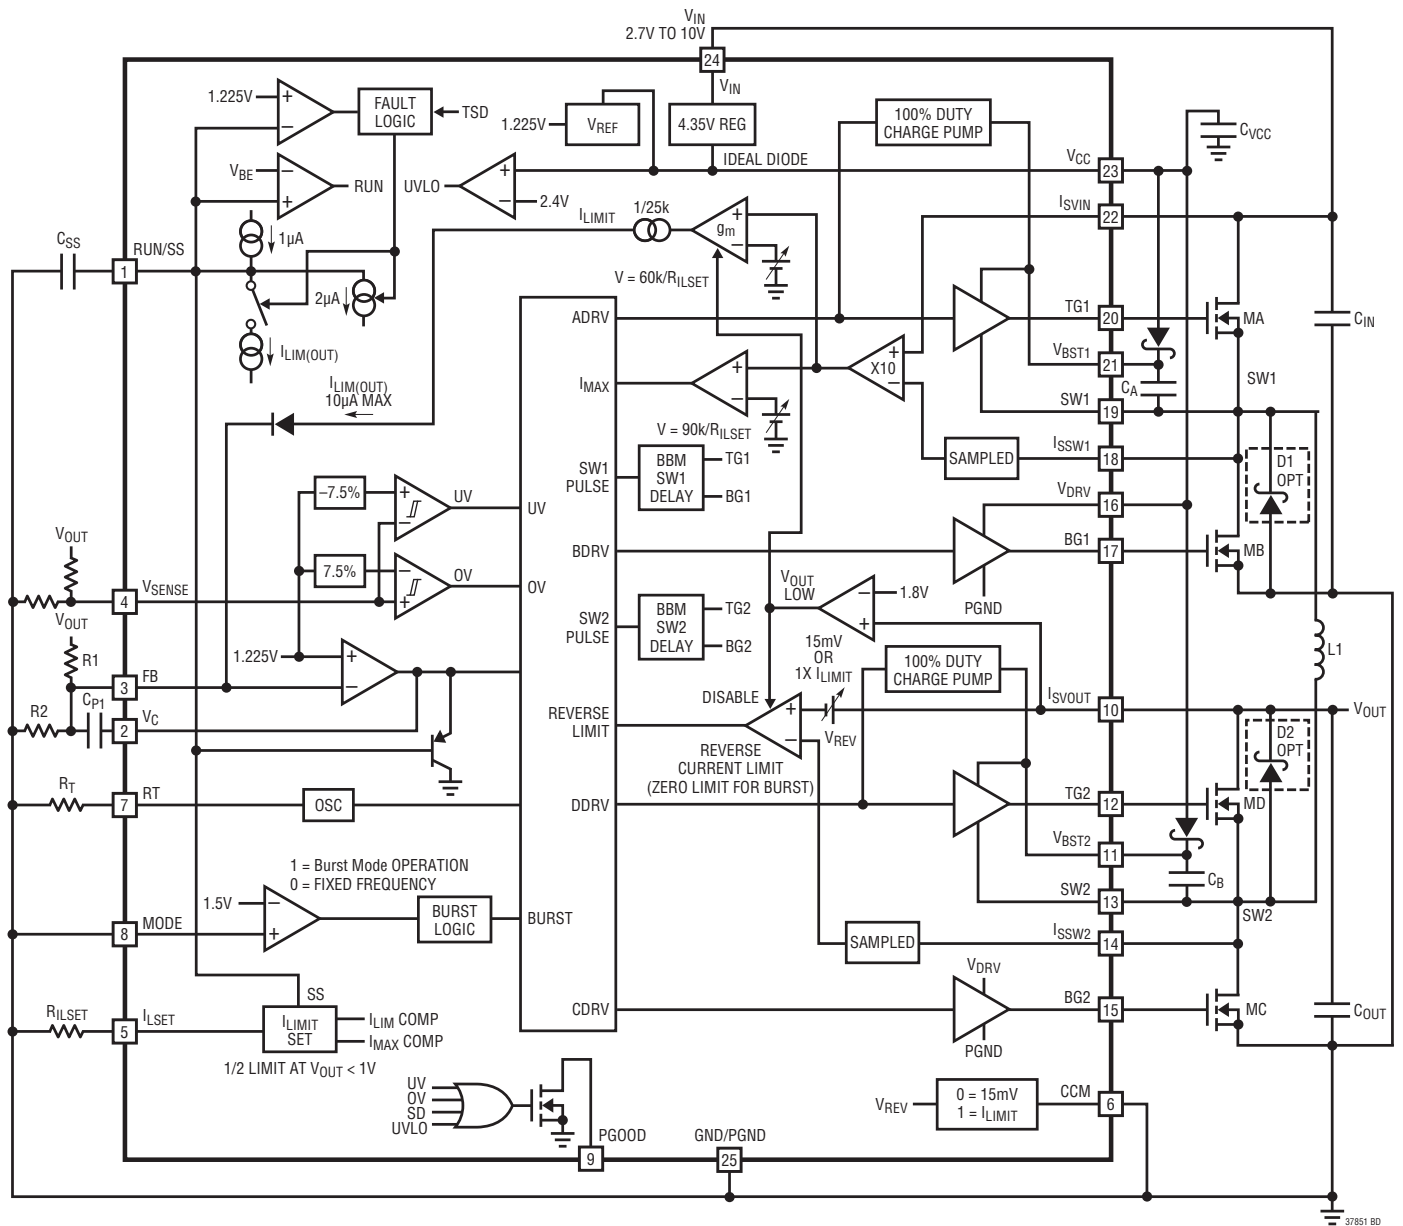 VIN
2.7V TO 10V
24
VIN
1.225V
+
−
FAULT
LOGIC
TSD
1.225V
VREF
4.35V REG
100% DUTY
CHARGE PUMP
CVCC
IDEAL DIODE
VCC
23
VBE
−
+
RUN
UVLO
+
−
2.4V
ISVIN
22
CSS
RUN/SS
1
1µA
ILIMIT
1/25k
gm
+
−
2µA
V = 60k/RILSET
ILIM(OUT)
ADRV
TG1
20
MA
CIN
VBST1
21
X10
+
−
IMAX
+
−
CA
SW1
SW1
19
ILIM(OUT)
10µA MAX
V = 90k/RILSET
SAMPLED
ISSW1
18
D1
OPT
SW1
PULSE
BBM
SW1
DELAY
TG1
BG1
−7.5%
+
−
UV
UV
VDRV
16
BDRV
BG1
17
MB
PGND
VOUT
7.5%
−
+
OV
OV
VSENSE
4
VOUT
LOW
−
+
1.8V
SW2
PULSE
BBM
SW2
DELAY
TG2
BG2
VOUT
R1
1.225V
+
−
15mV
OR
1X ILIMIT
100% DUTY
CHARGE PUMP
L1
FB
3
CP1
R2
VC
2
DISABLE
ISVOUT
10
VOUT
REVERSE
LIMIT
+
−
VREV
REVERSE
CURRENT LIMIT
(ZERO LIMIT FOR BURST)
D2
OPT
RT
RT
7
OSC
DDRV
TG2
12
MD
VBST2
11
CB
1 = Burst Mode OPERATION
0 = FIXED FREQUENCY
SW2
13
SW2
1.5V
−
+
BURST
LOGIC
BURST
MODE
8
SAMPLED
ISSW2
14
VDRV
RILSET
ILSET
5
SS
ILIMIT
SET
ILIM COMP
IMAX COMP
1/2 LIMIT AT VOUT < 1V
CDRV
BG2
15
MC
COUT
PGND
UV
OV
SD
UVLO
PGOOD
9
GND/PGND
25
VREV
0 = 15mV
1 = ILIMIT
CCM
6
37851 BD